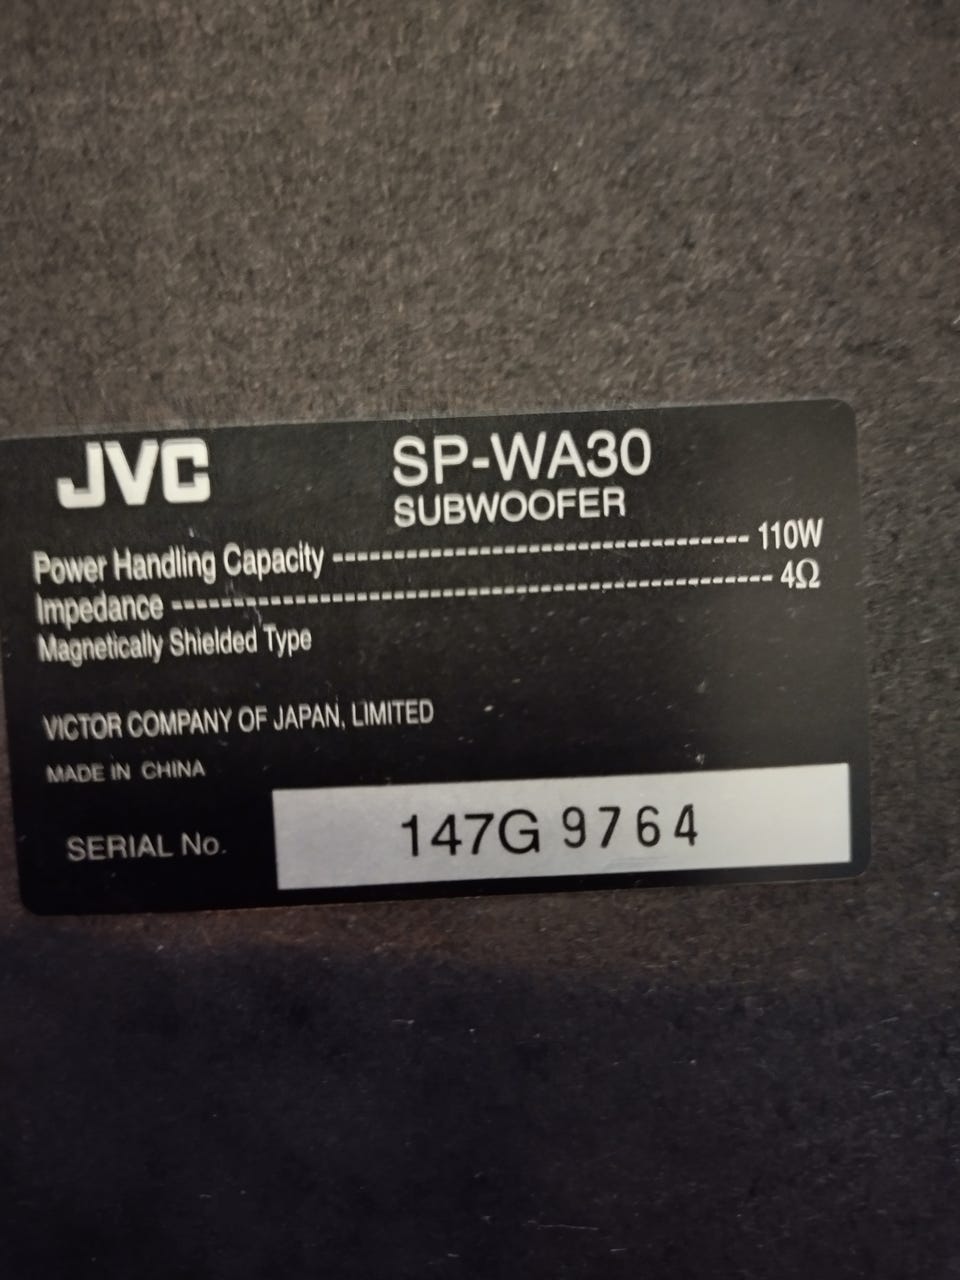 JVC
SP-WA30
SUBWOOFER
Power Handling Capacity ---------------------------------- 110W
Impedance ------------------------------------------------- 4Ω
Magnetically Shielded Type
VICTOR COMPANY OF JAPAN, LIMITED
MADE IN CHINA
SERIAL No. 147G 9764